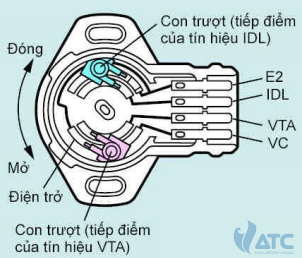 Con trượt (tiếp điểm
của tín hiệu IDL)
Đóng
E2
IDL
VTA
VC
Mở
Điện trở
Con trượt (tiếp điểm
của tín hiệu VTA)
ATC